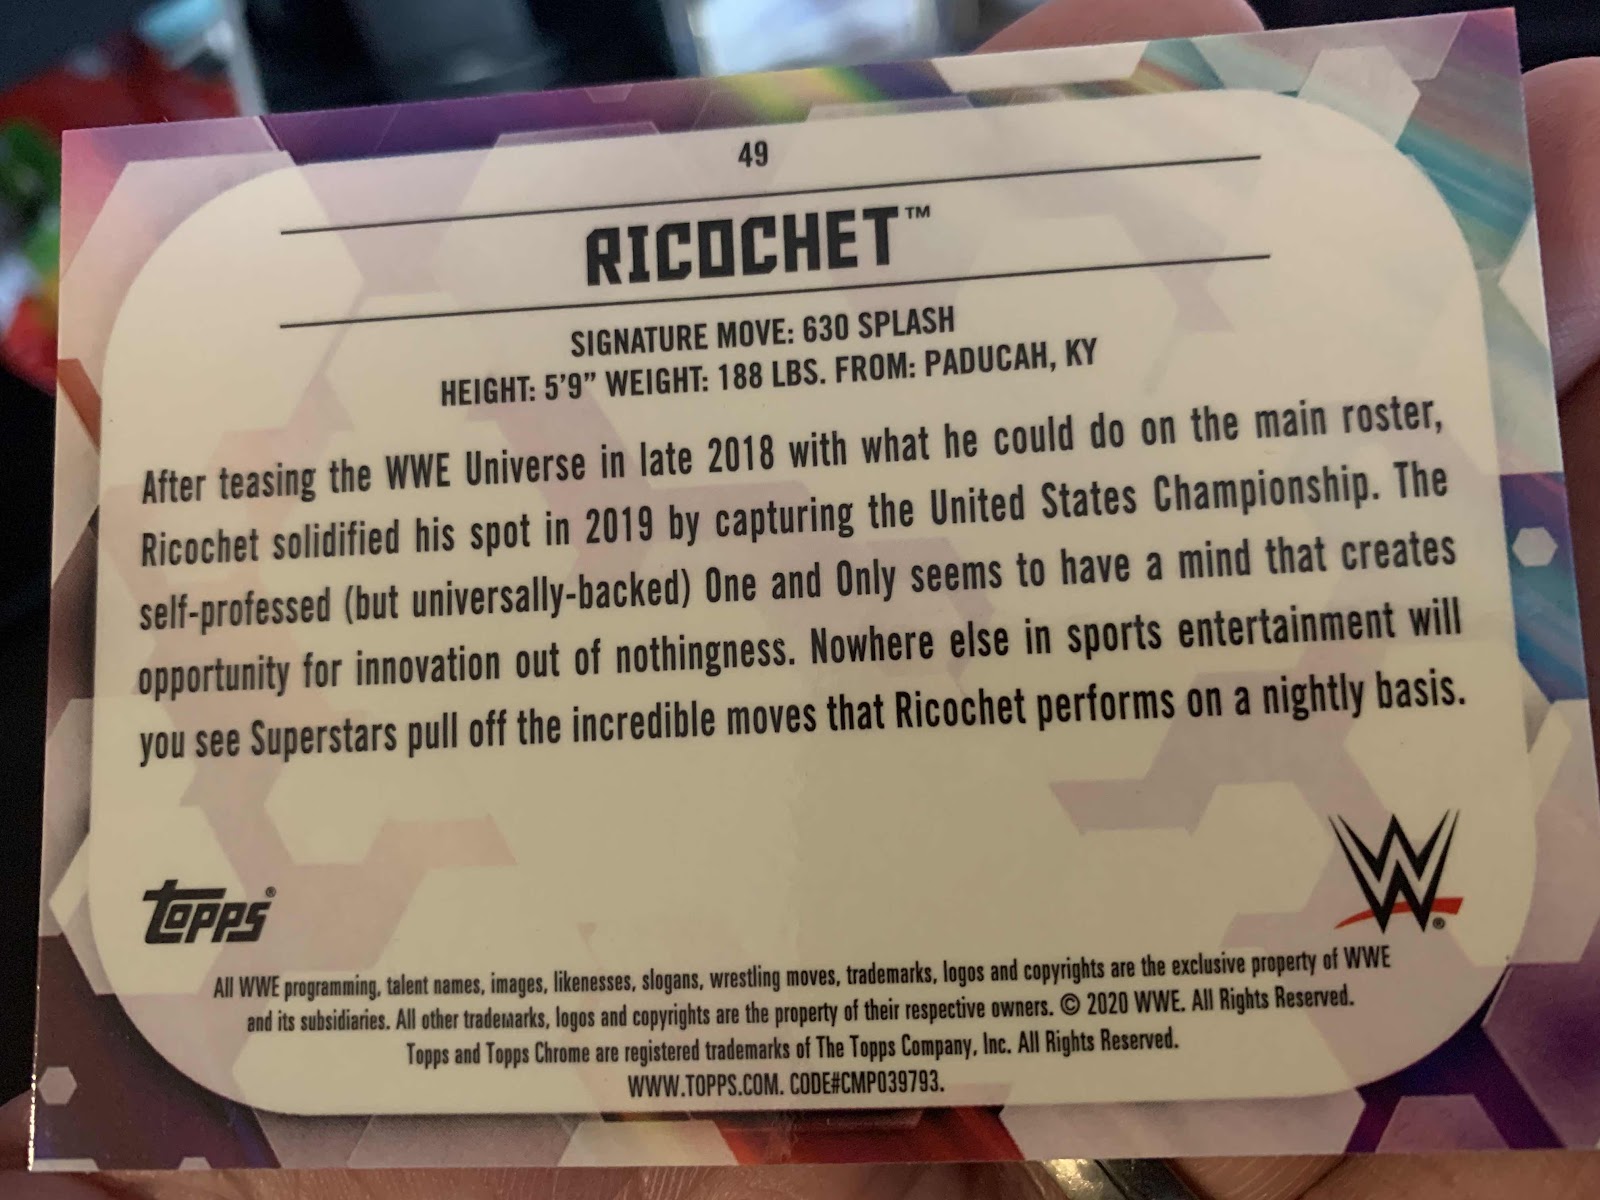 49
RICOCHET™
SIGNATURE MOVE: 630 SPLASH
HEIGHT: 5'9” WEIGHT: 188 LBS. FROM: PADUCAH, KY
After teasing the WWE Universe in late 2018 with what he could do on the main roster,
Ricochet solidified his spot in 2019 by capturing the United States Championship. The
self-professed (but universally-backed) One and Only seems to have a mind that creates
opportunity for innovation out of nothingness. Nowhere else in sports entertainment will
you see Superstars pull off the incredible moves that Ricochet performs on a nightly basis.
TOPPS®
W®
All WWE programming, talent names, images, likenesses, slogans, wrestling moves, trademarks, logos and copyrights are the exclusive property of WWE
and its subsidiaries. All other trademarks, logos and copyrights are the property of their respective owners. © 2020 WWE. All Rights Reserved.
Topps and Topps Chrome are registered trademarks of The Topps Company, Inc. All Rights Reserved.
WWW.TOPPS.COM. CODE#CMP039793.